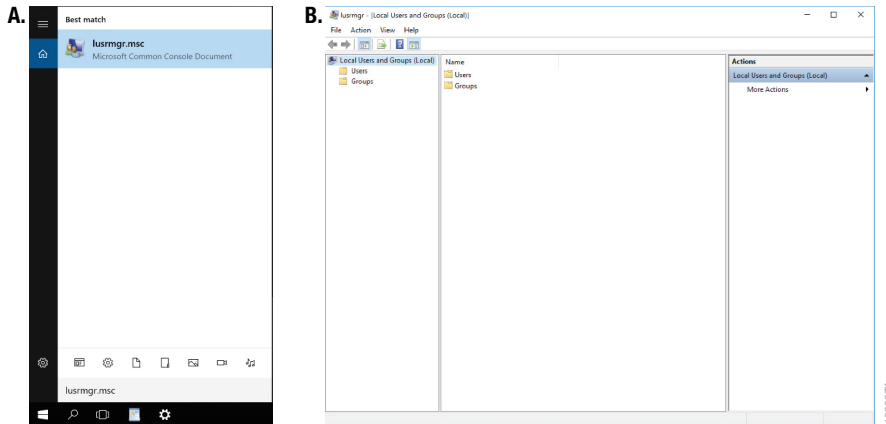 A.
Best match
lusrmgr.msc
Microsoft Common Console Document
lusrmgr.msc
B.
lusrmgr - [Local Users and Groups (Local)]
File Action View Help
Local Users and Groups (Local)
Users
Groups
Name
Users
Groups
Actions
Local Users and Groups (Local)
More Actions